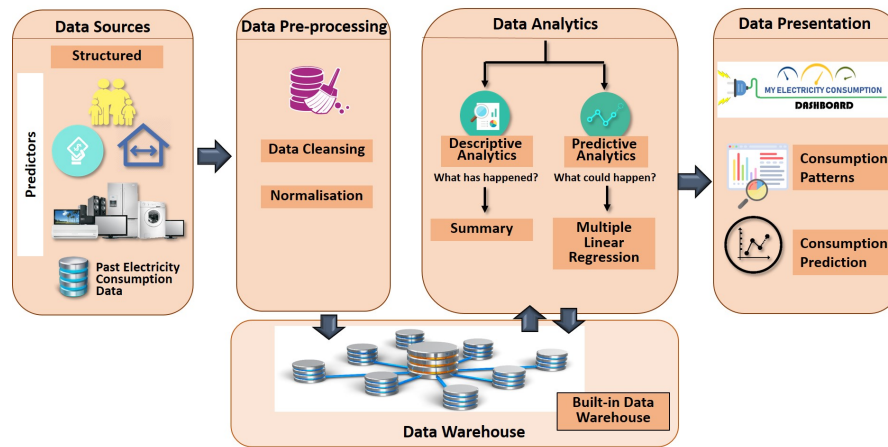 Data Sources
Structured
Predictors
Past Electricity
Consumption
Data
Data Pre-processing
Data Cleansing
Normalisation
Data Analytics
Descriptive
Analytics
What has happened?
Summary
Predictive
Analytics
What could happen?
Multiple
Linear
Regression
Data Presentation
MY ELECTRICITY CONSUMPTION
DASHBOARD
Consumption
Patterns
Consumption
Prediction
Built-in Data
Warehouse
Data Warehouse